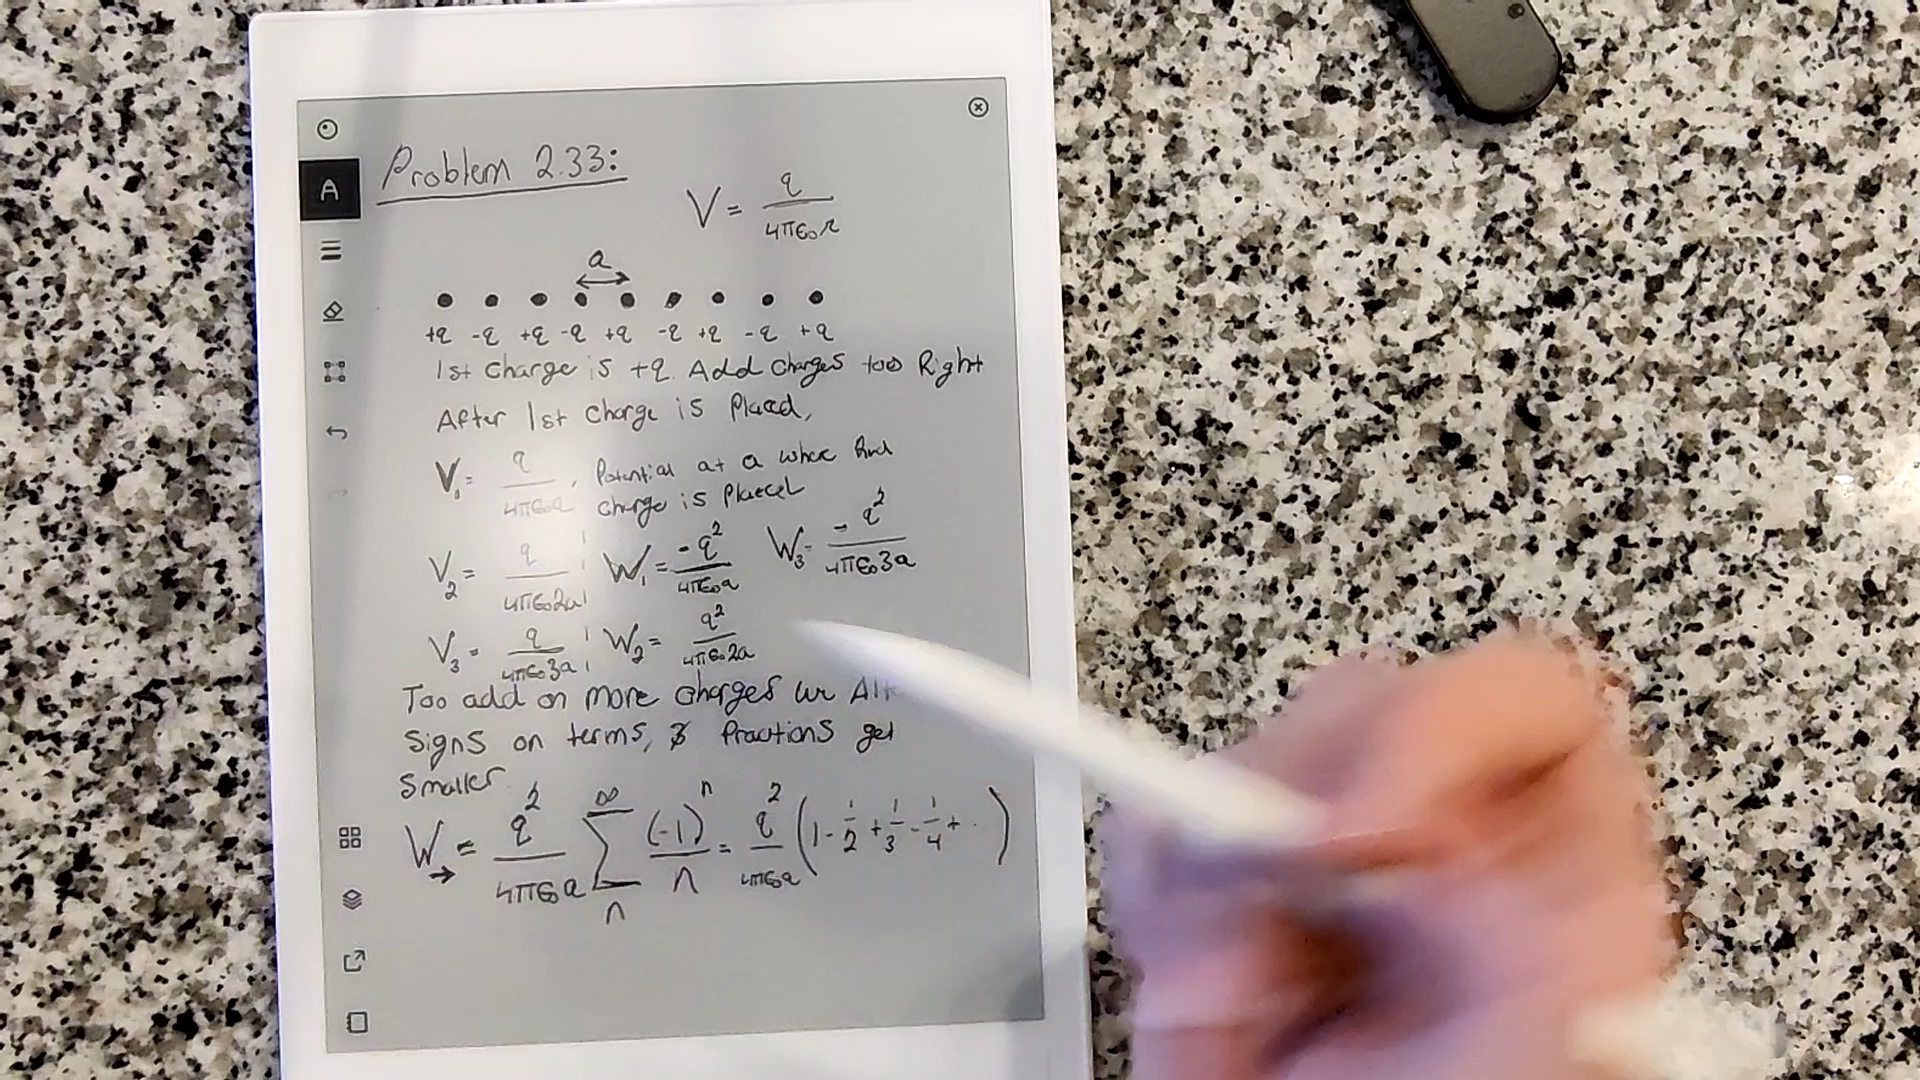 A
Problem 2.33:
V = q / 4πϵ₀r
a
+q -q +q -q +q -q +q -q +q
1st charge is +q. Add charges too Right
After 1st charge is placed,
V₁= q / 4πϵ₀a , Potential at a where 2nd
charge is placed
V₂= q / 4πϵ₀2a , W₁= -q² / 4πϵ₀a W₃= -q² / 4πϵ₀3a
V₃= q / 4πϵ₀3a , W₂= q² / 4πϵ₀2a
Too add on more charges we
signs on terms, & fractions get
smaller
W→ = q² / 4πϵ₀a ∑ₙ^∞ (-1)ⁿ / n = q² / 4πϵ₀a (1 - 1/2 + 1/3 - 1/4 + ..)